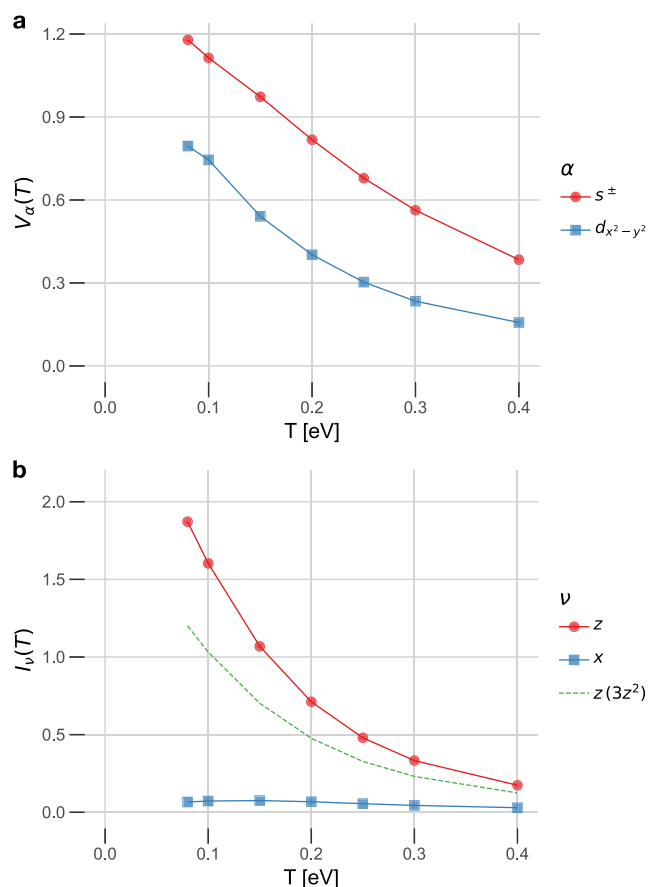 a
1.2
0.9
0.6
0.3
0.0
V_α(T)
0.0 0.1 0.2 0.3 0.4
T [eV]
α
s^±
d_{x²−y²}
b
2.0
1.5
1.0
0.5
0.0
I_ν(T)
0.0 0.1 0.2 0.3 0.4
T [eV]
ν
z
x
z (3z²)